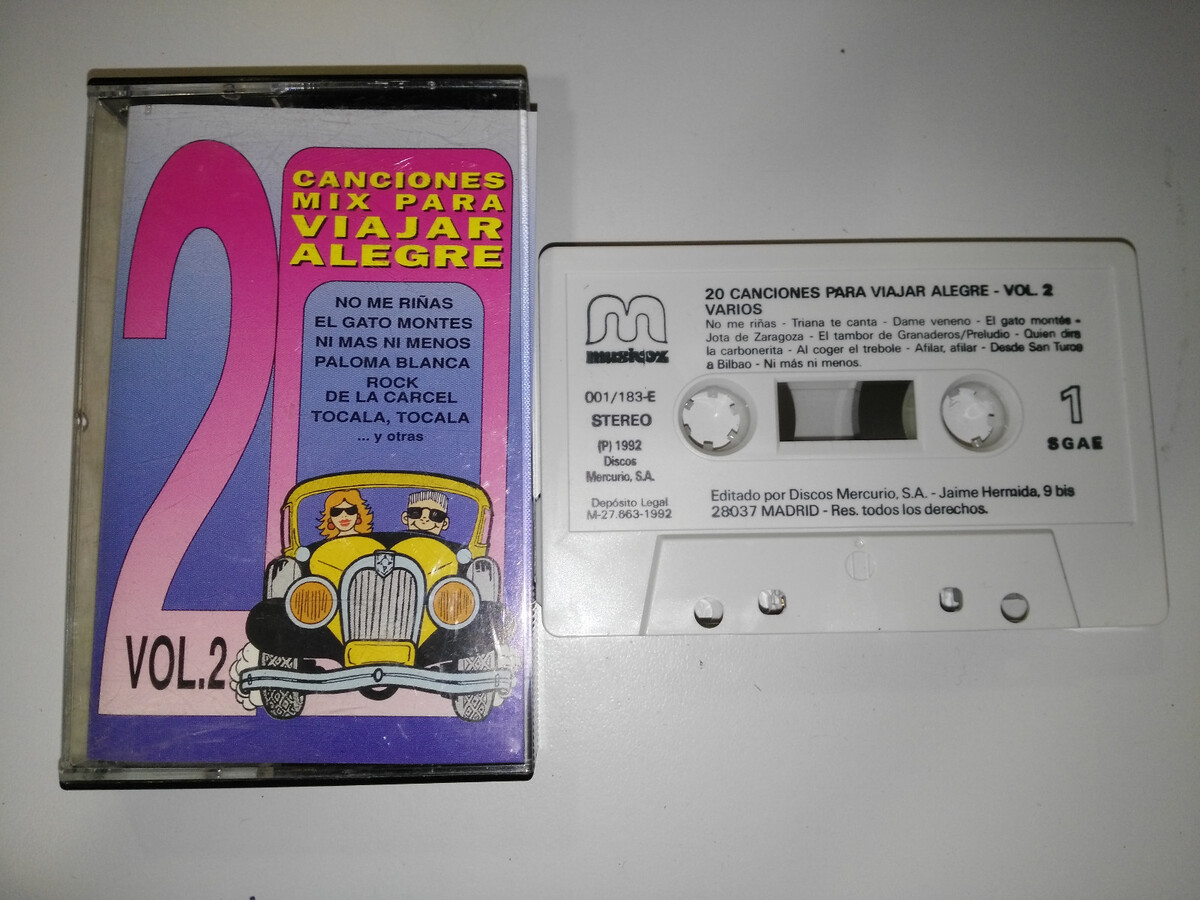 20
CANCIONES
MIX PARA
VIAJAR
ALEGRE
NO ME RIÑAS
EL GATO MONTES
NI MAS NI MENOS
PALOMA BLANCA
ROCK
DE LA CARCEL
TOCALA, TOCALA
... y otras
VOL.2
m
musicoz
001/183-E
STEREO
(P) 1992
Discos
Mercurio, S.A.
Depósito Legal
M-27.663-1992
20 CANCIONES PARA VIAJAR ALEGRE - VOL. 2
VARIOS
No me riñas - Triana te canta - Dame veneno - El gato montés -
Jota de Zaragoza - El tambor de Granaderos/Preludio - Quien dira
la carbonerita - Al coger el trebole - Afilar, afilar - Desde San Turce
a Bilbao - Ni más ni menos.
1
SGAE
Editado por Discos Mercurio, S.A. - Jaime Hermida, 9 bis
28037 MADRID - Res. todos los derechos.